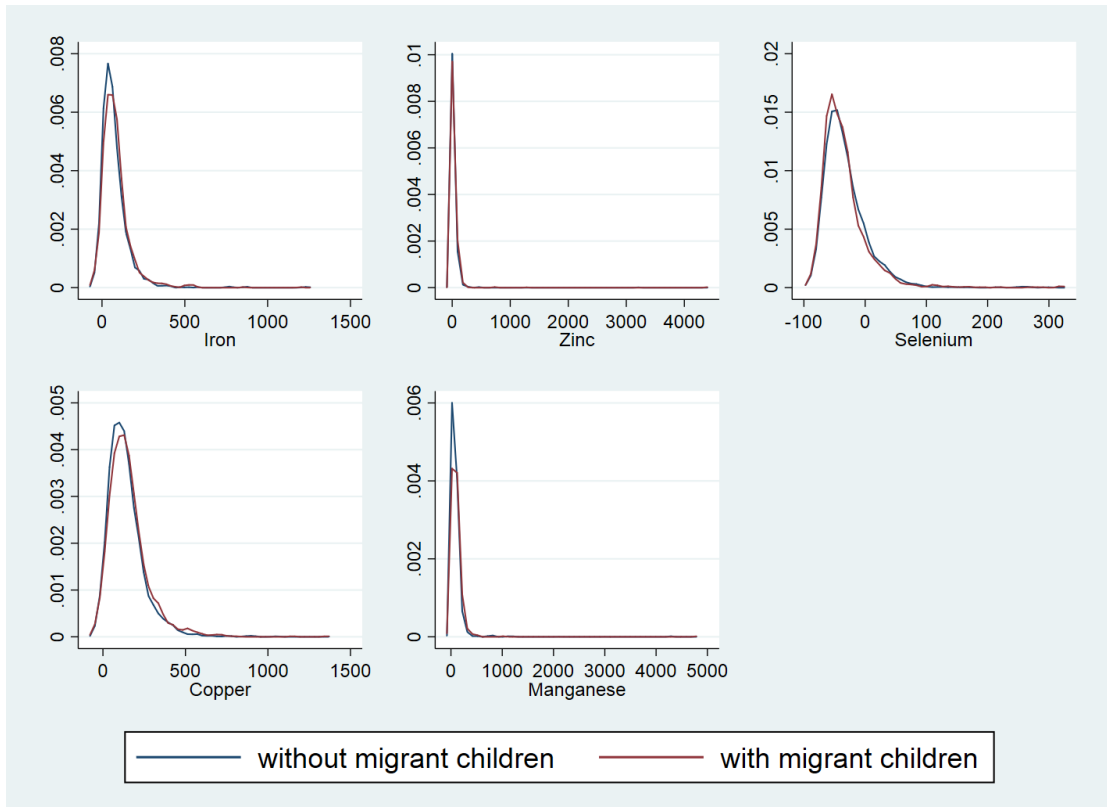 .008
.006
.004
.002
0
0 500 1000 1500
Iron
.01
.008
.006
.004
.002
0
0 1000 2000 3000 4000
Zinc
.02
.015
.01
.005
0
-100 0 100 200 300
Selenium
.005
.004
.003
.002
.001
0
0 500 1000 1500
Copper
.006
.004
.002
0
0 1000 2000 3000 4000 5000
Manganese
without migrant children with migrant children